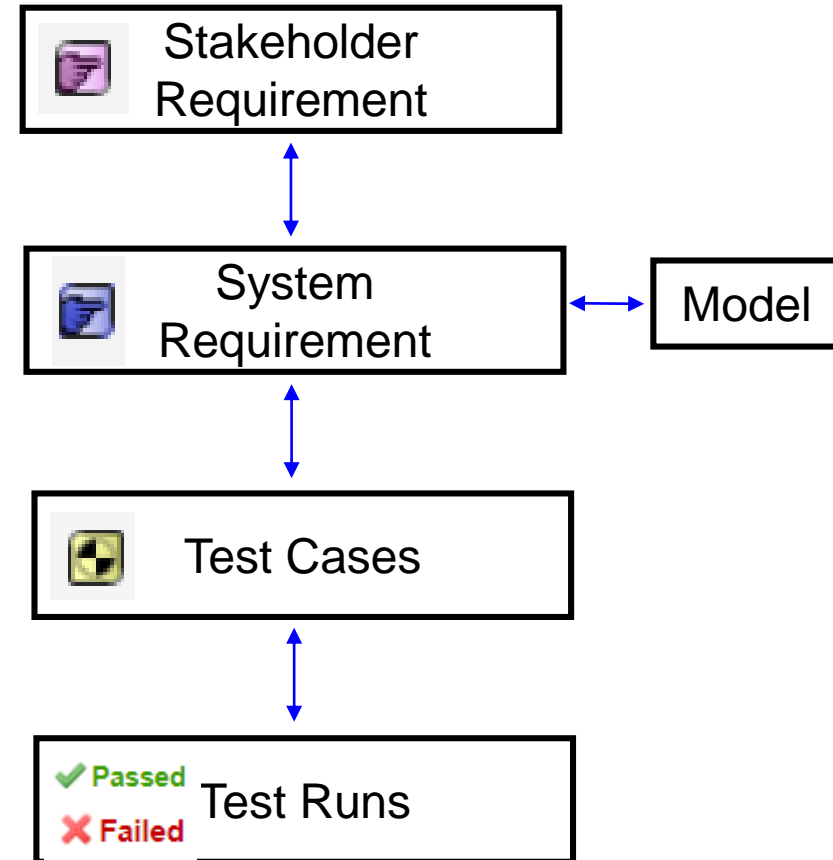 Stakeholder
Requirement
System
Requirement
Model
Test Cases
Passed
Failed
Test Runs